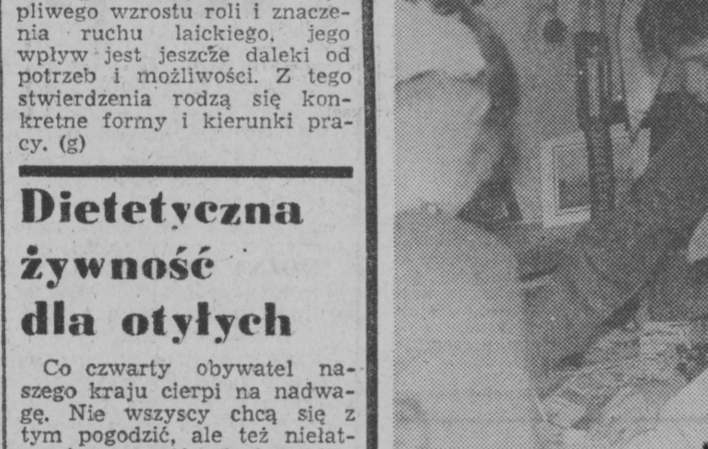 pliwego wzrostu roli i znacze-
nia ruchu laickiego, jego
wpływ jest jeszcze daleki od
potrzeb i możliwości. Z tego
stwierdzenia rodzą się kon-
kretne formy i kierunki pra-
cy. (g)
Dietetyczna
żywność
dla otyłych
Co czwarty obywatel na-
szego kraju cierpi na nadwa-
gę. Nie wszyscy chcą się z
tym pogodzić, ale też niełat-